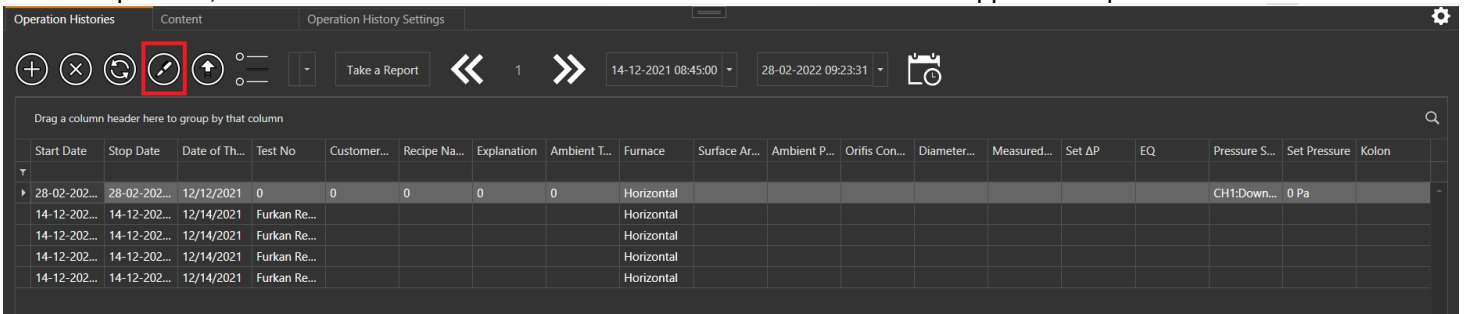 Operation Histories Content Operation History Settings
Take a Report 1 14-12-2021 08:45:00 28-02-2022 09:23:31
Drag a column header here to group by that column
Start Date Stop Date Date of Th... Test No Customer... Recipe Na... Explanation Ambient T... Furnace Surface Ar... Ambient P... Orifis Con... Diameter... Measured... Set ΔP EQ Pressure S... Set Pressure Kolon
28-02-202... 28-02-202... 12/12/2021 0 0 0 0 0 Horizontal CH1:Down... 0 Pa
14-12-202... 14-12-202... 12/14/2021 Furkan Re... Horizontal
14-12-202... 14-12-202... 12/14/2021 Furkan Re... Horizontal
14-12-202... 14-12-202... 12/14/2021 Furkan Re... Horizontal
14-12-202... 14-12-202... 12/14/2021 Furkan Re... Horizontal